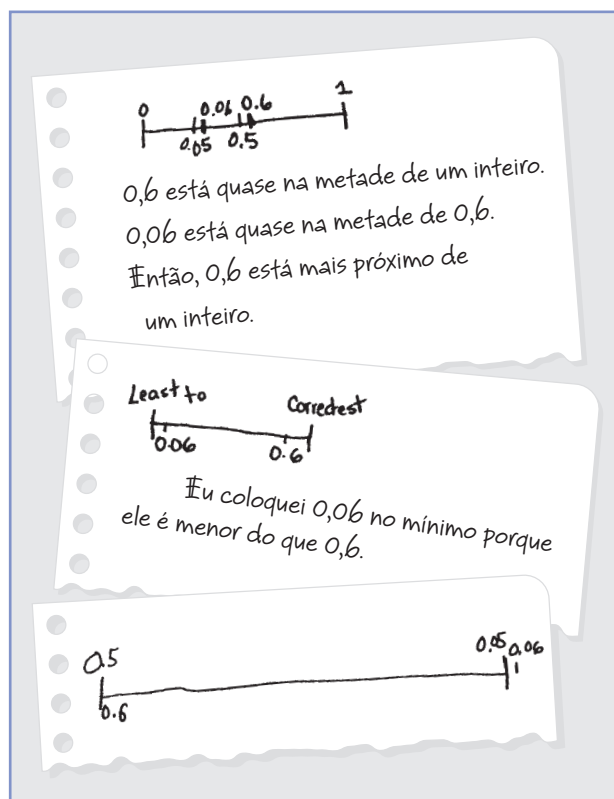 0 0.06 0.6 1
0.05 0.5
0,6 está quase na metade de um inteiro.
0,06 está quase na metade de 0,6.
Então, 0,6 está mais próximo de
um inteiro.
Least to Correctest
0.06 0.6
Eu coloquei 0,06 no mínimo porque
ele é menor do que 0,6.
0.5 0.05 0.06
0.6